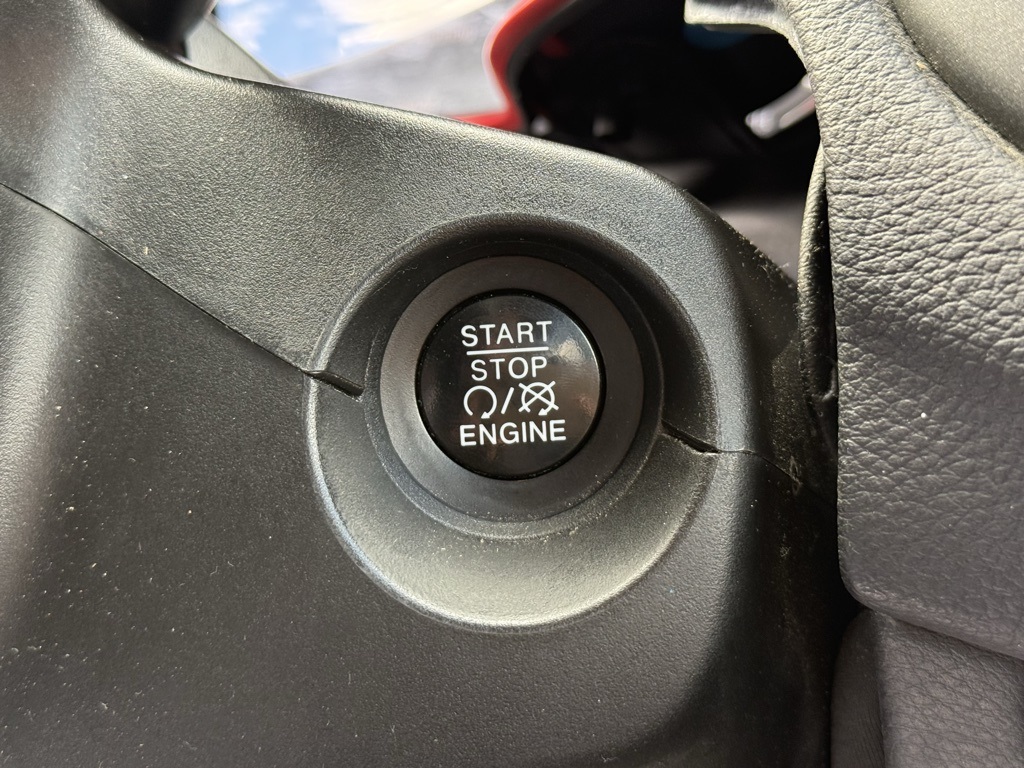 START
STOP
/
ENGINE